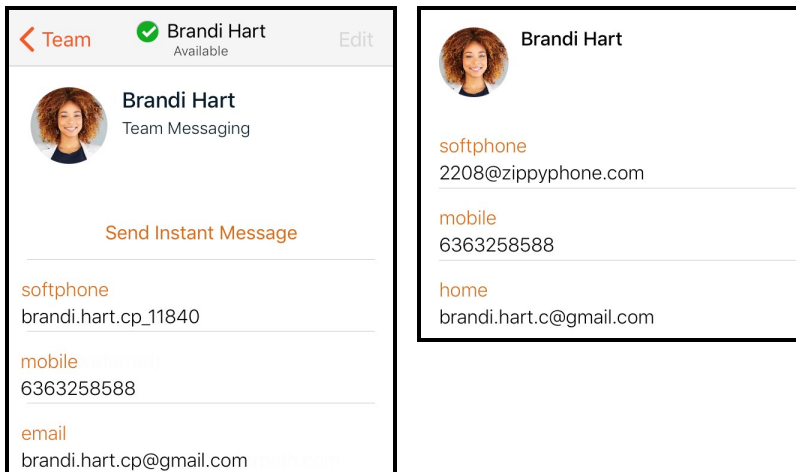 Team
Brandi Hart
Available
Edit
Brandi Hart
Team Messaging
Send Instant Message
softphone
brandi.hart.cp_11840
mobile
6363258588
email
brandi.hart.cp@gmail.com
Brandi Hart
softphone
2208@zippyphone.com
mobile
6363258588
home
brandi.hart.c@gmail.com